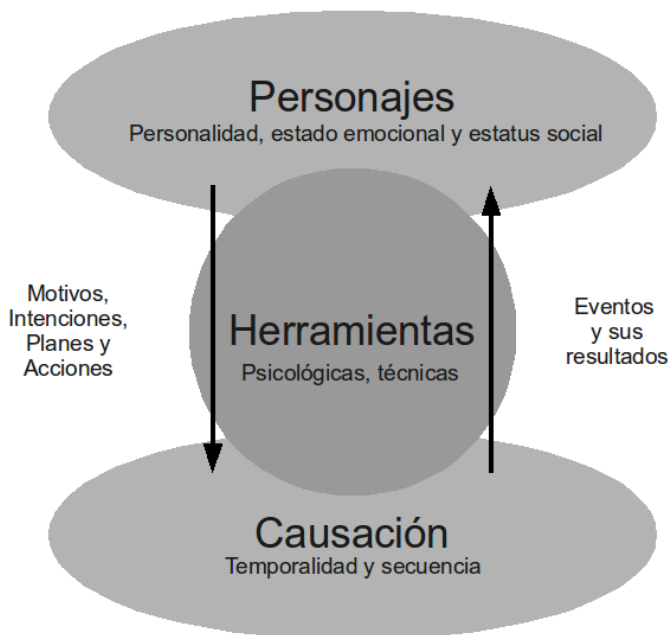 Personajes
Personalidad, estado emocional y estatus social
Motivos,
Intenciones,
Planes y
Acciones
Herramientas
Psicológicas, técnicas
Eventos
y sus
resultados
Causación
Temporalidad y secuencia